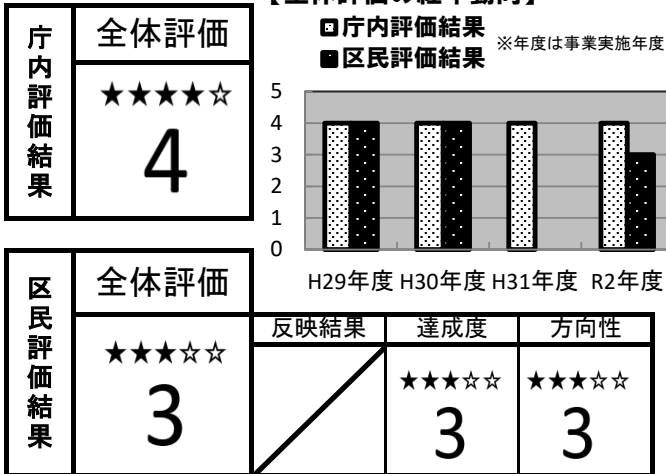 【全体評価の経年動向】
庁内評価結果
全体評価
★★★★☆
4
庁内評価結果
区民評価結果
※年度は事業実施年度
5
4
3
2
1
0
H29年度 H30年度 H31年度 R2年度
区民評価結果
全体評価
★★★☆☆
3
反映結果 達成度 方向性
★★★☆☆ ★★★☆☆
3 3